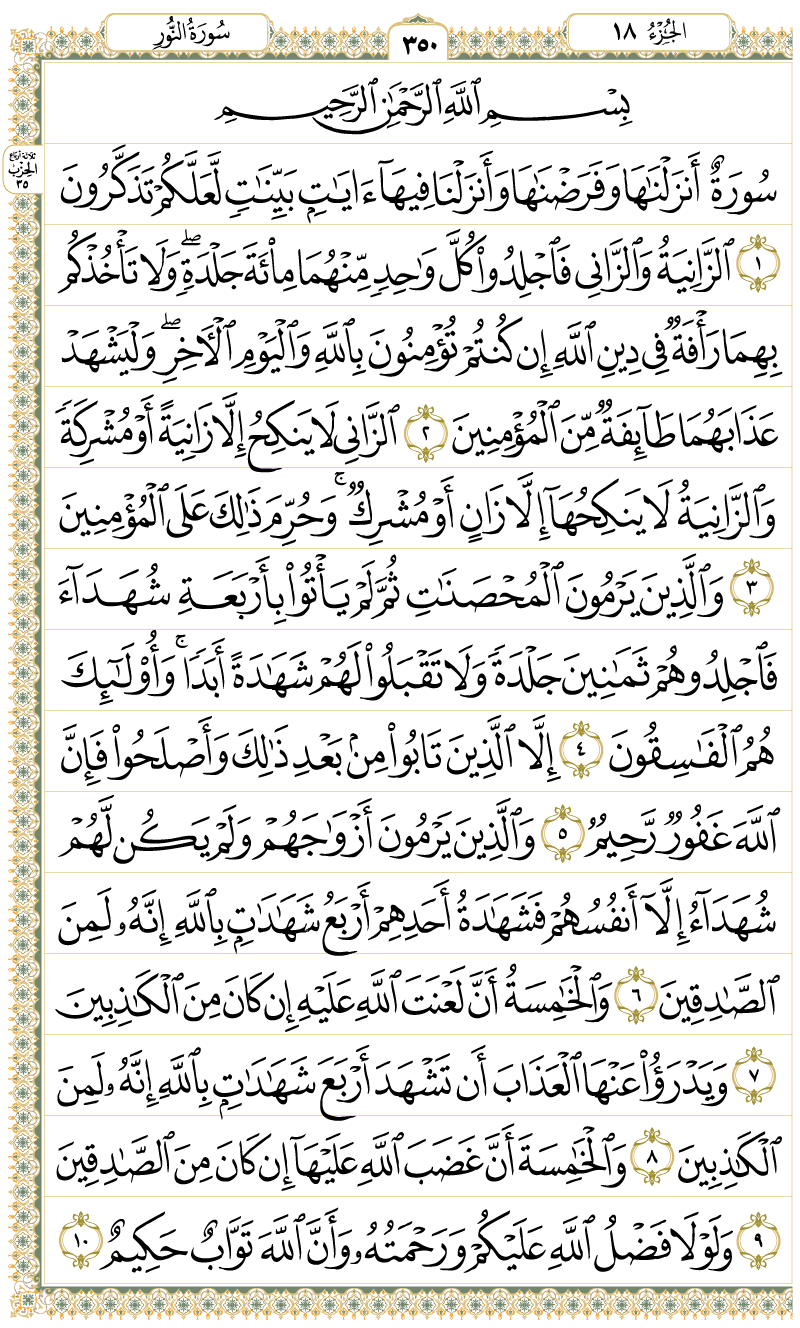 الجُزْءُ ١٨
٣٥٠
سُورَةُ النُّورِ
ثلاثة أرباع
الحِزْب
٣٥
بِسْمِ ٱللَّهِ ٱلرَّحْمَٰنِ ٱلرَّحِيمِ
سُورَةٌ أَنزَلْنَٰهَا وَفَرَضْنَٰهَا وَأَنزَلْنَا فِيهَآ ءَايَٰتٍۭ بَيِّنَٰتٍ لَّعَلَّكُمْ تَذَكَّرُونَ
١ ٱلزَّانِيَةُ وَٱلزَّانِى فَٱجْلِدُوا۟ كُلَّ وَٰحِدٍ مِّنْهُمَا مِا۟ئَةَ جَلْدَةٍ ۖ وَلَا تَأْخُذْكُم
بِهِمَا رَأْفَةٌ فِى دِينِ ٱللَّهِ إِن كُنتُمْ تُؤْمِنُونَ بِٱللَّهِ وَٱلْيَوْمِ ٱلْـَٔاخِرِ ۖ وَلْيَشْهَدْ
عَذَابَهُمَا طَآئِفَةٌ مِّنَ ٱلْمُؤْمِنِينَ ٢ ٱلزَّانِى لَا يَنكِحُ إِلَّا زَانِيَةً أَوْ مُشْرِكَةً
وَٱلزَّانِيَةُ لَا يَنكِحُهَآ إِلَّا زَانٍ أَوْ مُشْرِكٌ ۚ وَحُرِّمَ ذَٰلِكَ عَلَى ٱلْمُؤْمِنِينَ
٣ وَٱلَّذِينَ يَرْمُونَ ٱلْمُحْصَنَٰتِ ثُمَّ لَمْ يَأْتُوا۟ بِأَرْبَعَةِ شُهَدَآءَ
فَٱجْلِدُوهُمْ ثَمَٰنِينَ جَلْدَةً وَلَا تَقْبَلُوا۟ لَهُمْ شَهَٰدَةً أَبَدًا ۚ وَأُو۟لَٰٓئِكَ
هُمُ ٱلْفَٰسِقُونَ ٤ إِلَّا ٱلَّذِينَ تَابُوا۟ مِنۢ بَعْدِ ذَٰلِكَ وَأَصْلَحُوا۟ فَإِنَّ
ٱللَّهَ غَفُورٌ رَّحِيمٌ ٥ وَٱلَّذِينَ يَرْمُونَ أَزْوَٰجَهُمْ وَلَمْ يَكُن لَّهُمْ
شُهَدَآءُ إِلَّآ أَنفُسُهُمْ فَشَهَٰدَةُ أَحَدِهِمْ أَرْبَعُ شَهَٰدَٰتٍۭ بِٱللَّهِ إِنَّهُۥ لَمِنَ
ٱلصَّٰدِقِينَ ٦ وَٱلْخَٰمِسَةُ أَنَّ لَعْنَتَ ٱللَّهِ عَلَيْهِ إِن كَانَ مِنَ ٱلْكَٰذِبِينَ
٧ وَيَدْرَؤُا۟ عَنْهَا ٱلْعَذَابَ أَن تَشْهَدَ أَرْبَعَ شَهَٰدَٰتٍۭ بِٱللَّهِ إِنَّهُۥ لَمِنَ
ٱلْكَٰذِبِينَ ٨ وَٱلْخَٰمِسَةَ أَنَّ غَضَبَ ٱللَّهِ عَلَيْهَآ إِن كَانَ مِنَ ٱلصَّٰدِقِينَ
٩ وَلَوْلَا فَضْلُ ٱللَّهِ عَلَيْكُمْ وَرَحْمَتُهُۥ وَأَنَّ ٱللَّهَ تَوَّابٌ حَكِيمٌ ١٠